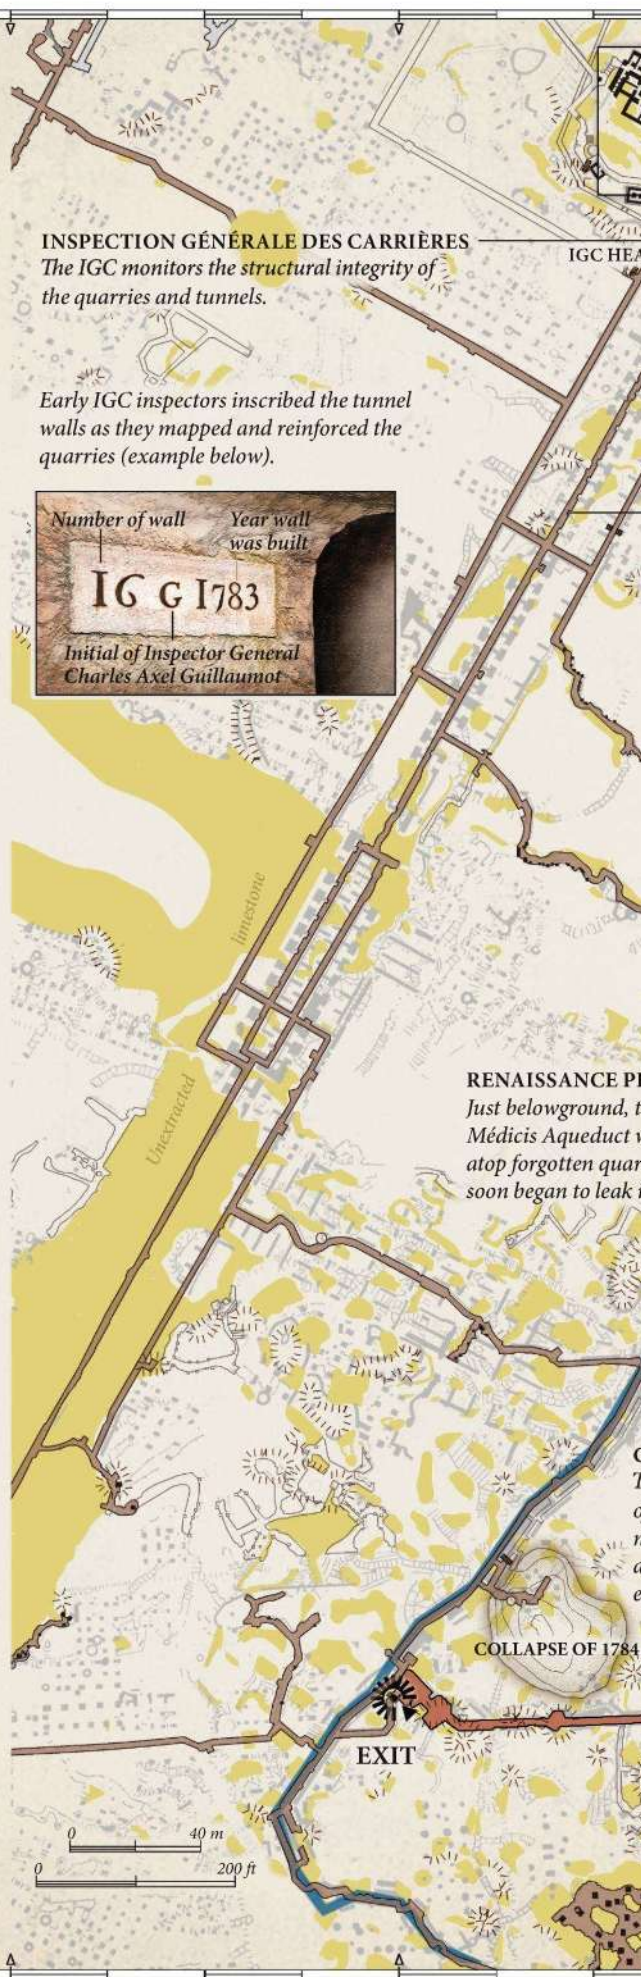 INSPECTION GÉNÉRALE DES CARRIÈRES
The IGC monitors the structural integrity of
the quarries and tunnels.
IGC HEA
Early IGC inspectors inscribed the tunnel
walls as they mapped and reinforced the
quarries (example below).
Number of wall
Year wall
was built
16 G 1783
Initial of Inspector General
Charles Axel Guillaumot
limestone
Unextracted
RENAISSANCE P
Just belowground, t
Médicis Aqueduct w
atop forgotten quar
soon began to leak
COLLAPSE OF 1784
EXIT
0 40 m
0 200 ft